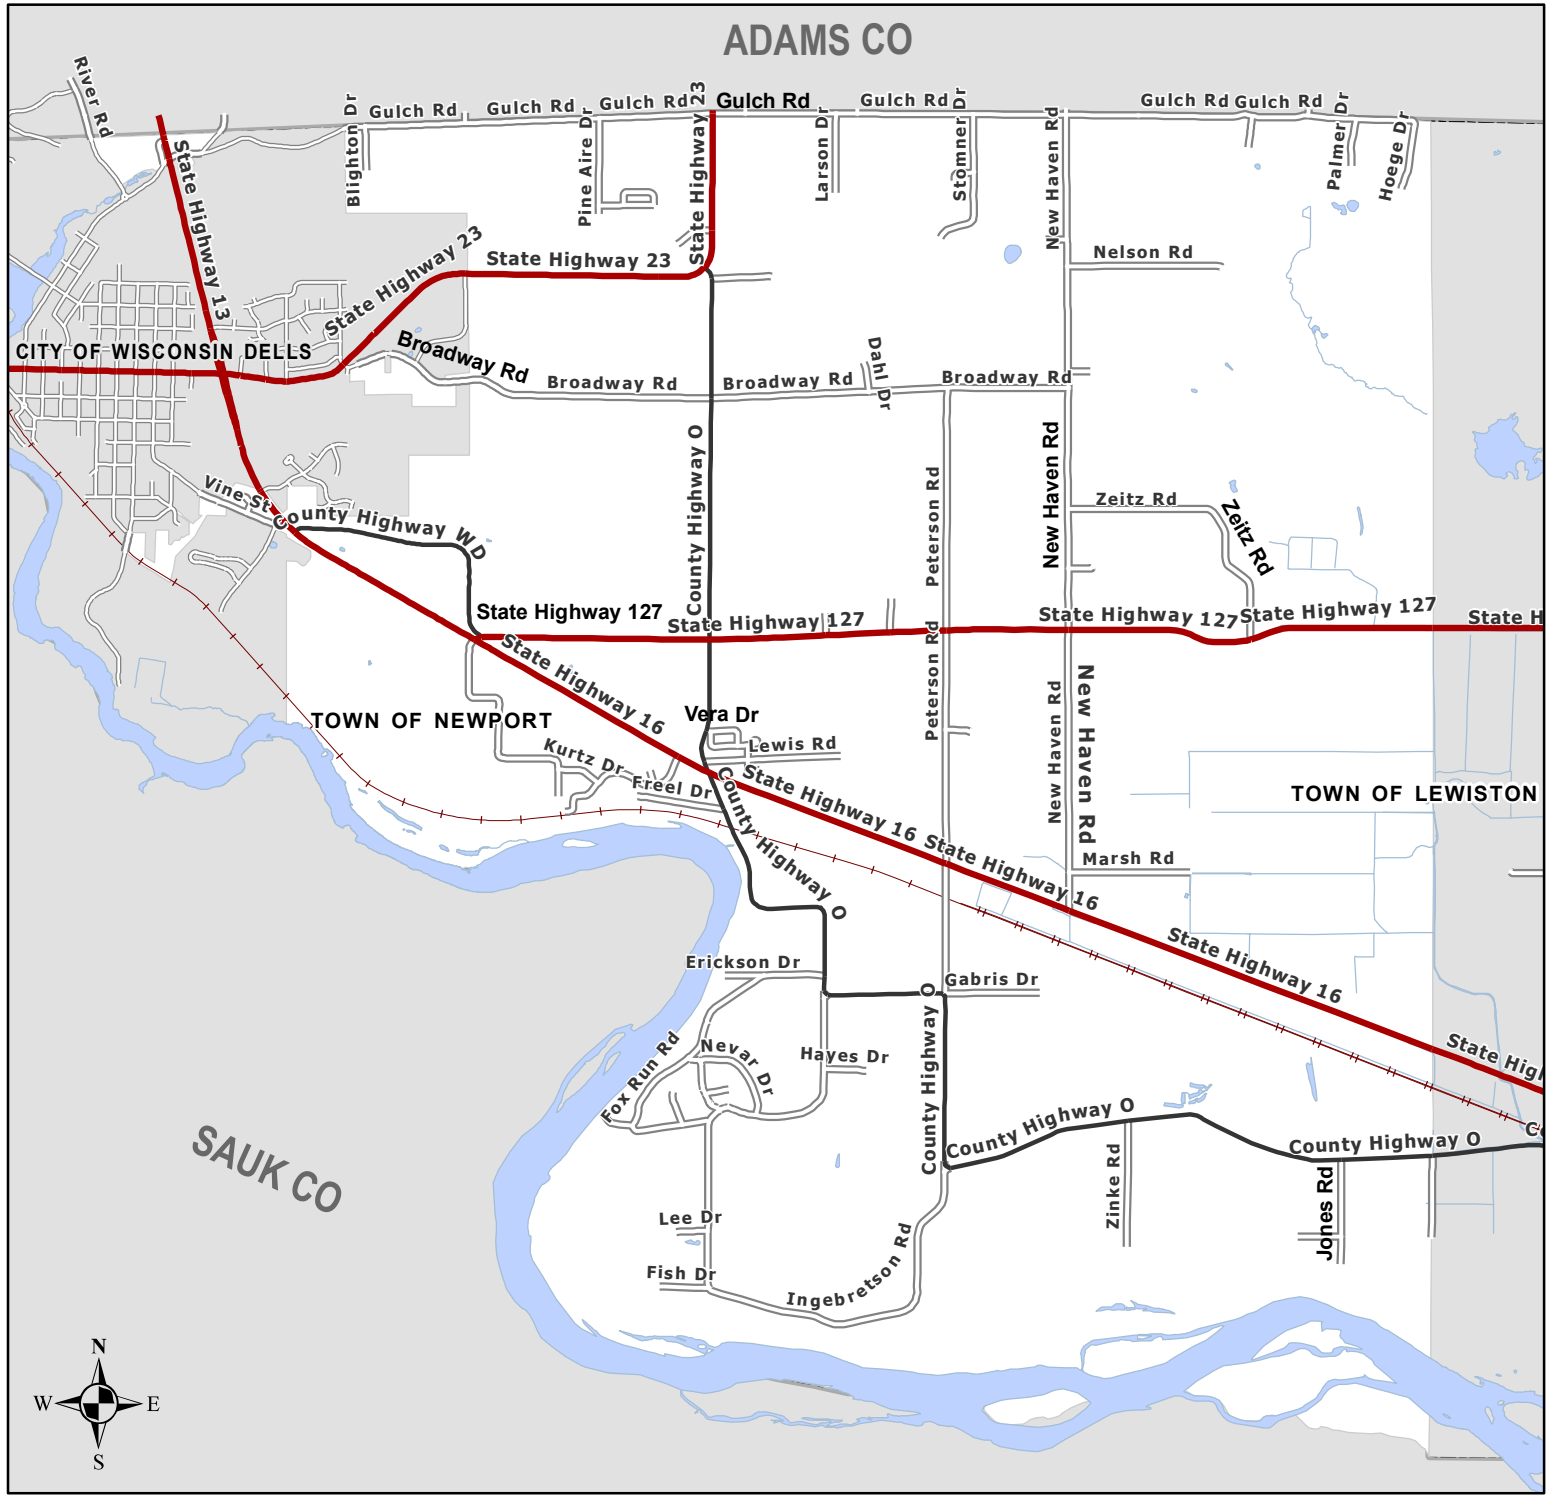 ADAMS CO
River Rd
Gulch Rd
Gulch Rd
Gulch Rd
Gulch Rd
Gulch Rd
Gulch Rd
Gulch Rd
State Highway 23
Blighton Dr
Pine Aire Dr
Larson Dr
Stomner Dr
New Haven Rd
Palmer Dr
Hoege Dr
State Highway 13
State Highway 23
State Highway 23
Nelson Rd
CITY OF WISCONSIN DELLS
Broadway Rd
Broadway Rd
Broadway Rd
Dahl Dr
Broadway Rd
County Highway O
Peterson Rd
New Haven Rd
Vine St
County Highway WD
Zeitz Rd
Zeitz Rd
State Highway 127
State Highway 127
State Highway 127
State Highway 127
State H
State Highway 16
Peterson Rd
New Haven Rd
New Haven Rd
TOWN OF NEWPORT
Vera Dr
Lewis Rd
Kurtz Dr
Freel Dr
State Highway 16
TOWN OF LEWISTON
County Highway O
State Highway 16
Marsh Rd
State Highway 16
Erickson Dr
Gabris Dr
County Highway O
Fox Run Rd
Nevar Dr
Hayes Dr
State High
County Highway O
County Highway O
Co
SAUK CO
Zinke Rd
Jones Rd
Lee Dr
Fish Dr
Ingebretson Rd
N
W
E
S